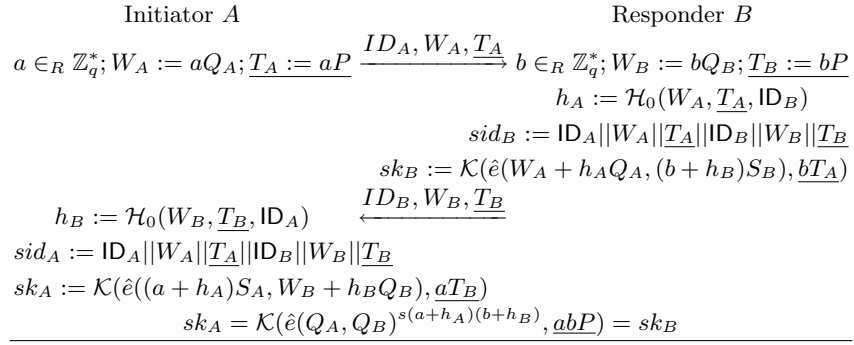 Initiator A Responder B
a ∈_R ℤ*_q; W_A := aQ_A; T_A := aP ID_A, W_A, T_A b ∈_R ℤ*_q; W_B := bQ_B; T_B := bP
h_A := H_0(W_A, T_A, ID_B)
sid_B := ID_A||W_A||T_A||ID_B||W_B||T_B
sk_B := K(ê(W_A + h_AQ_A, (b + h_B)S_B), bT_A)
h_B := H_0(W_B, T_B, ID_A) ID_B, W_B, T_B
sid_A := ID_A||W_A||T_A||ID_B||W_B||T_B
sk_A := K(ê((a + h_A)S_A, W_B + h_BQ_B), aT_B)
sk_A = K(ê(Q_A, Q_B)^{s(a+h_A)(b+h_B)}, abP) = sk_B